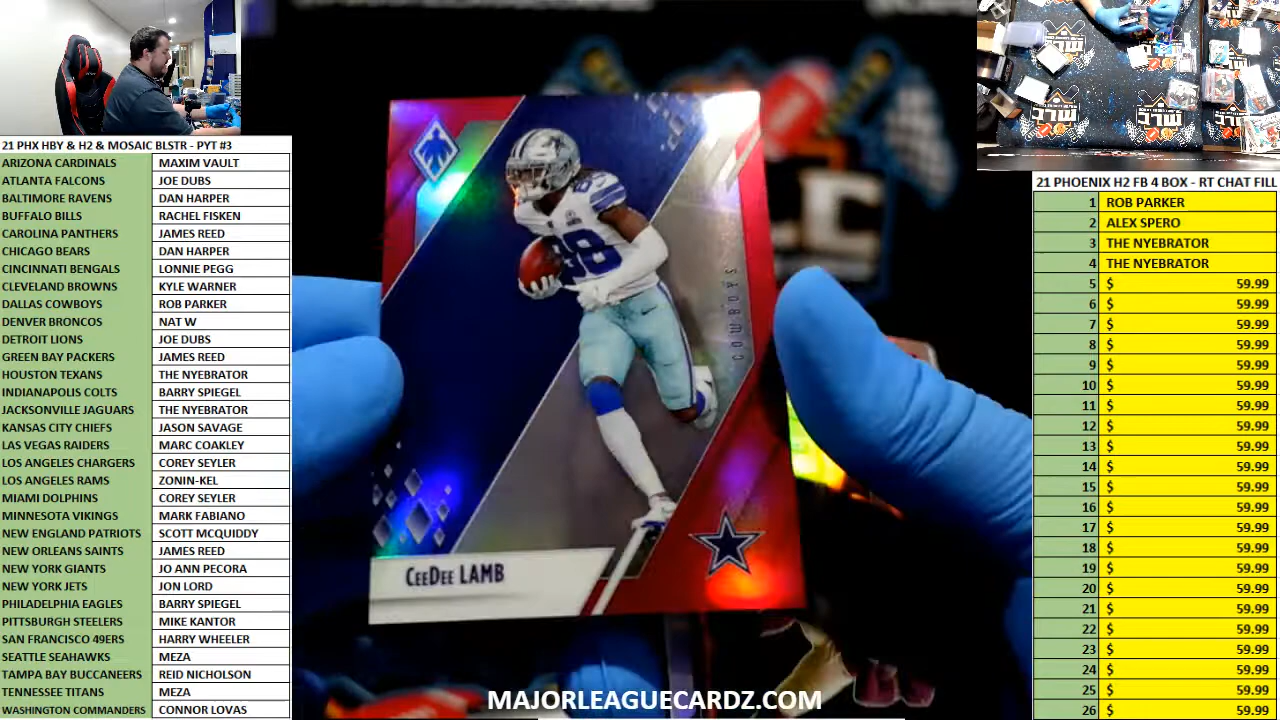 21 PHX HBY & H2 & MOSAIC BLSTR - PYT #3
ARIZONA CARDINALS MAXIM VAULT
ATLANTA FALCONS JOE DUBS
BALTIMORE RAVENS DAN HARPER
BUFFALO BILLS RACHEL FISKEN
CAROLINA PANTHERS JAMES REED
CHICAGO BEARS DAN HARPER
CINCINNATI BENGALS LONNIE PEGG
CLEVELAND BROWNS KYLE WARNER
DALLAS COWBOYS ROB PARKER
DENVER BRONCOS NAT W
DETROIT LIONS JOE DUBS
GREEN BAY PACKERS JAMES REED
HOUSTON TEXANS THE NYEBRATOR
INDIANAPOLIS COLTS BARRY SPIEGEL
JACKSONVILLE JAGUARS THE NYEBRATOR
KANSAS CITY CHIEFS JASON SAVAGE
LAS VEGAS RAIDERS MARC COAKLEY
LOS ANGELES CHARGERS COREY SEYLER
LOS ANGELES RAMS ZONIN-KEL
MIAMI DOLPHINS COREY SEYLER
MINNESOTA VIKINGS MARK FABIANO
NEW ENGLAND PATRIOTS SCOTT MCQUIDDY
NEW ORLEANS SAINTS JAMES REED
NEW YORK GIANTS JO ANN PECORA
NEW YORK JETS JON LORD
PHILADELPHIA EAGLES BARRY SPIEGEL
PITTSBURGH STEELERS MIKE KANTOR
SAN FRANCISCO 49ERS HARRY WHEELER
SEATTLE SEAHAWKS MEZA
TAMPA BAY BUCCANEERS REID NICHOLSON
TENNESSEE TITANS MEZA
WASHINGTON COMMANDERS CONNOR LOVAS
88
COWBOYS
CEEDEE LAMB
MAJORLEAGUECARDZ.COM
MLC
21 PHOENIX H2 FB 4 BOX - RT CHAT FILL
1 ROB PARKER
2 ALEX SPERO
3 THE NYEBRATOR
4 THE NYEBRATOR
5 $ 59.99
6 $ 59.99
7 $ 59.99
8 $ 59.99
9 $ 59.99
10 $ 59.99
11 $ 59.99
12 $ 59.99
13 $ 59.99
14 $ 59.99
15 $ 59.99
16 $ 59.99
17 $ 59.99
18 $ 59.99
19 $ 59.99
20 $ 59.99
21 $ 59.99
22 $ 59.99
23 $ 59.99
24 $ 59.99
25 $ 59.99
26 $ 59.99